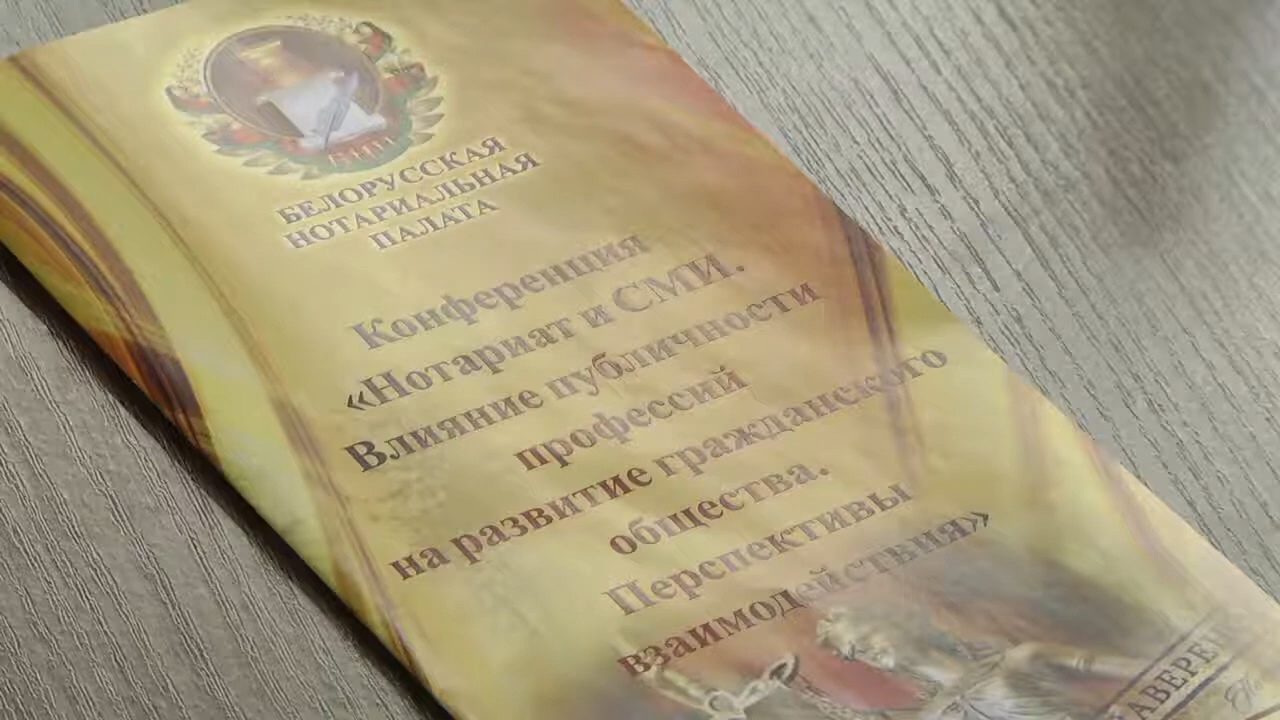 БНП
БЕЛОРУССКАЯ
НОТАРИАЛЬНАЯ
ПАЛАТА
Конференция
«Нотариат и СМИ.
Влияние публичности
профессий
на развитие гражданского
общества.
Перспективы
взаимодействия»